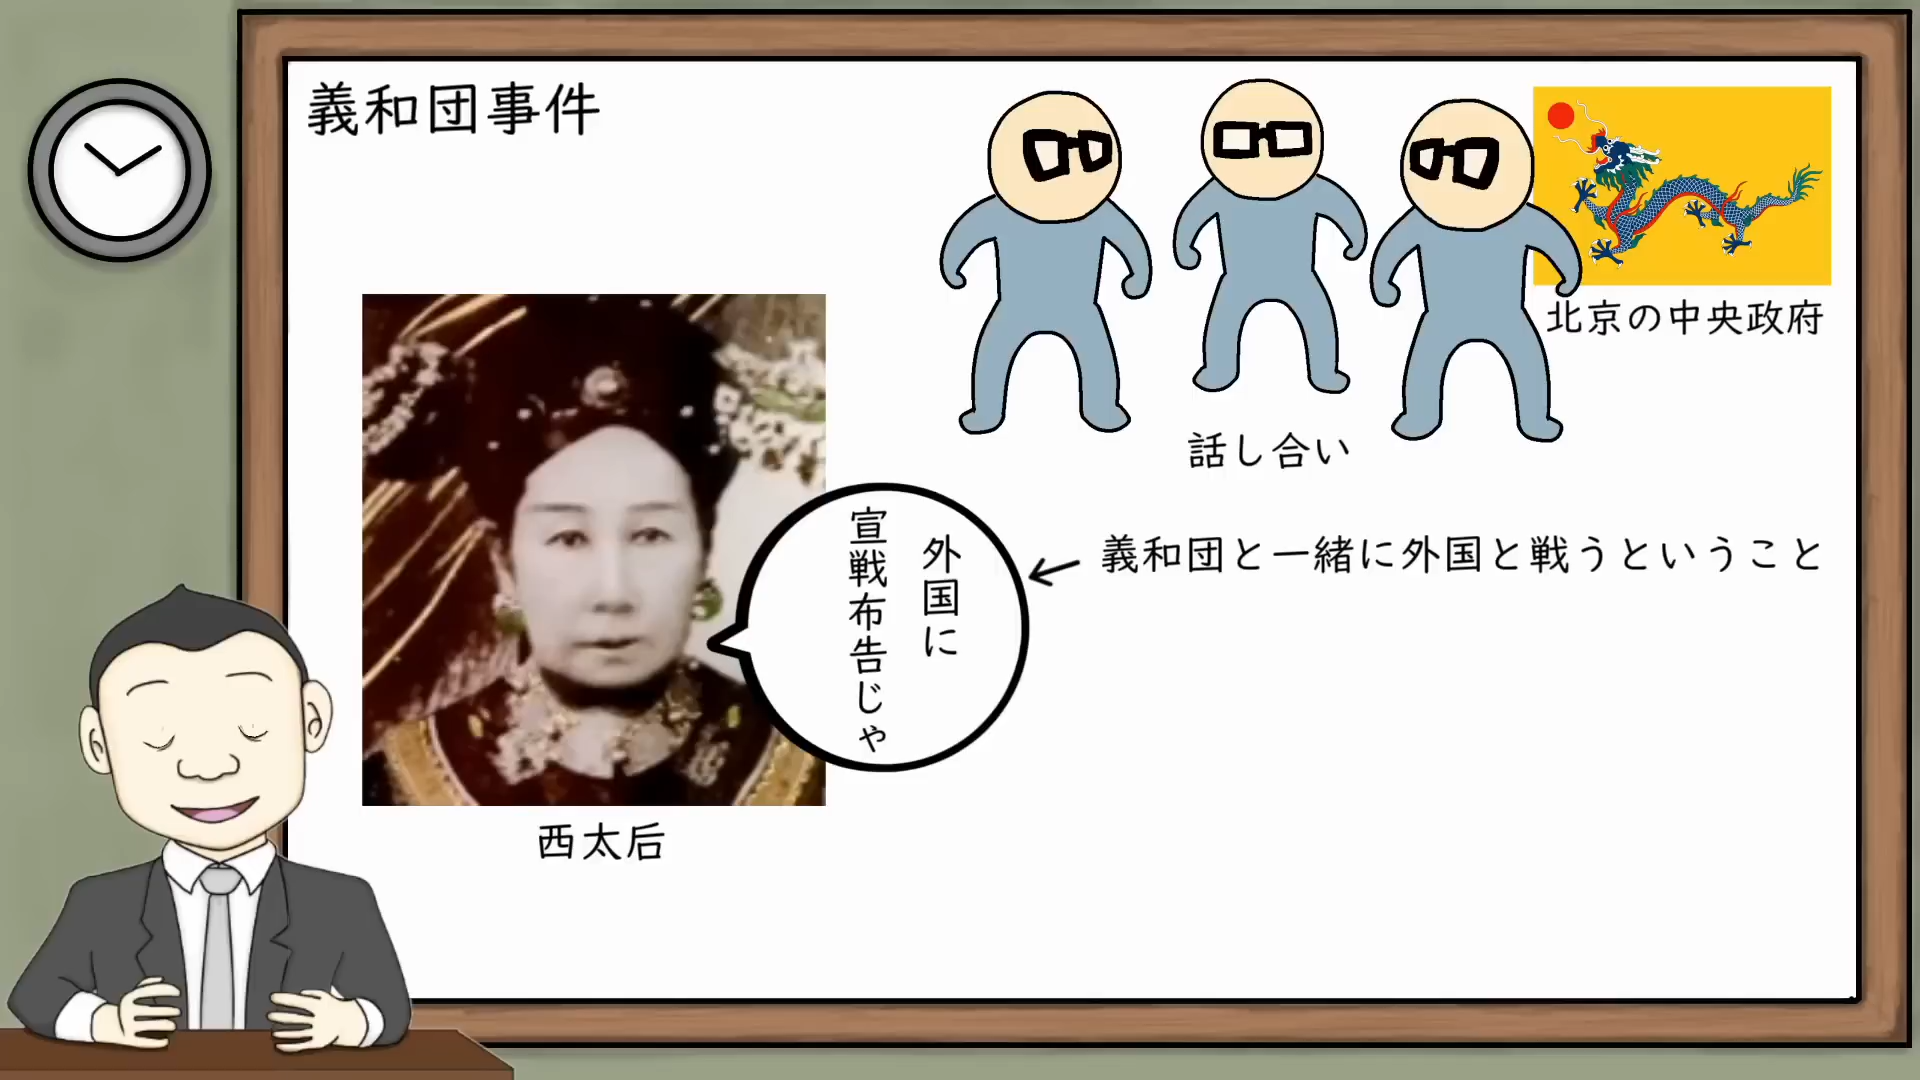 義和団事件
北京の中央政府
話し合い
義和団と一緒に外国と戦うということ
外国に
宣戦布告じゃ
西太后